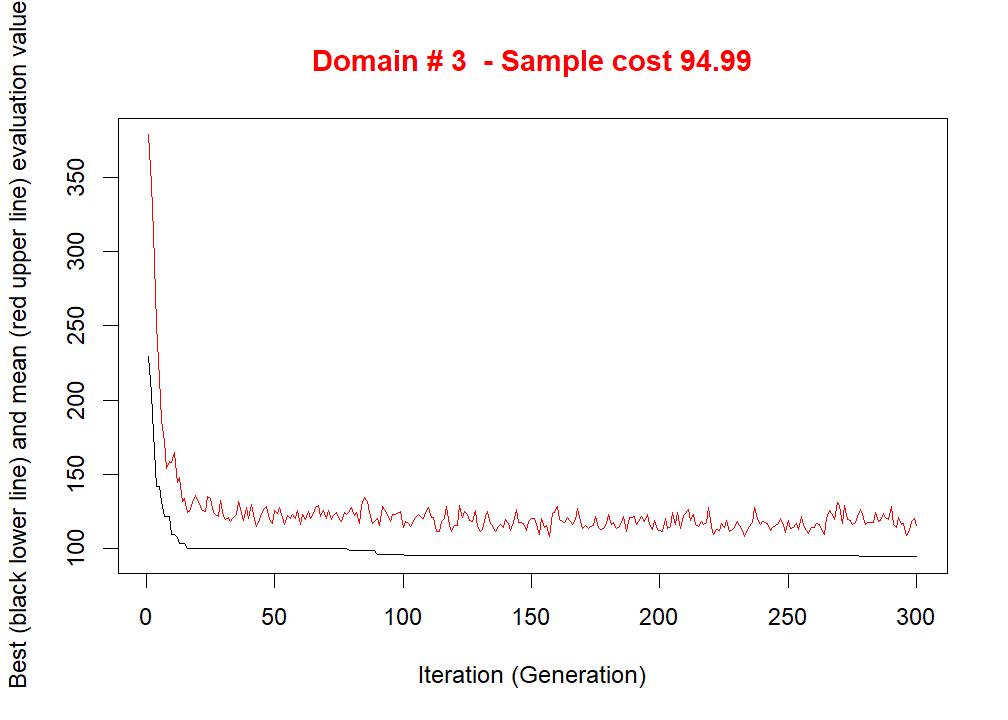 Domain # 3  - Sample cost 94.99
Best (black lower line) and mean (red upper line) evaluation value
350
300
250
200
150
100
0 50 100 150 200 250 300
Iteration (Generation)